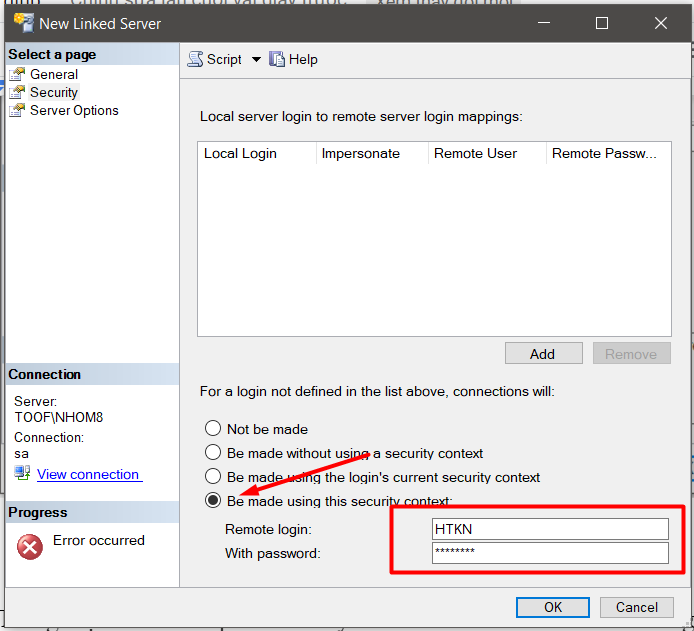 New Linked Server
Select a page
General
Security
Server Options
Script
Help
Local server login to remote server login mappings:
Local Login Impersonate Remote User Remote Passw...
Add Remove
For a login not defined in the list above, connections will:
Not be made
Be made without using a security context
Be made using the login's current security context
Be made using this security context:
Remote login: HTKN
With password: ********
Connection
Server:
TOOF\NHOM8
Connection:
sa
View connection
Progress
Error occurred
OK Cancel